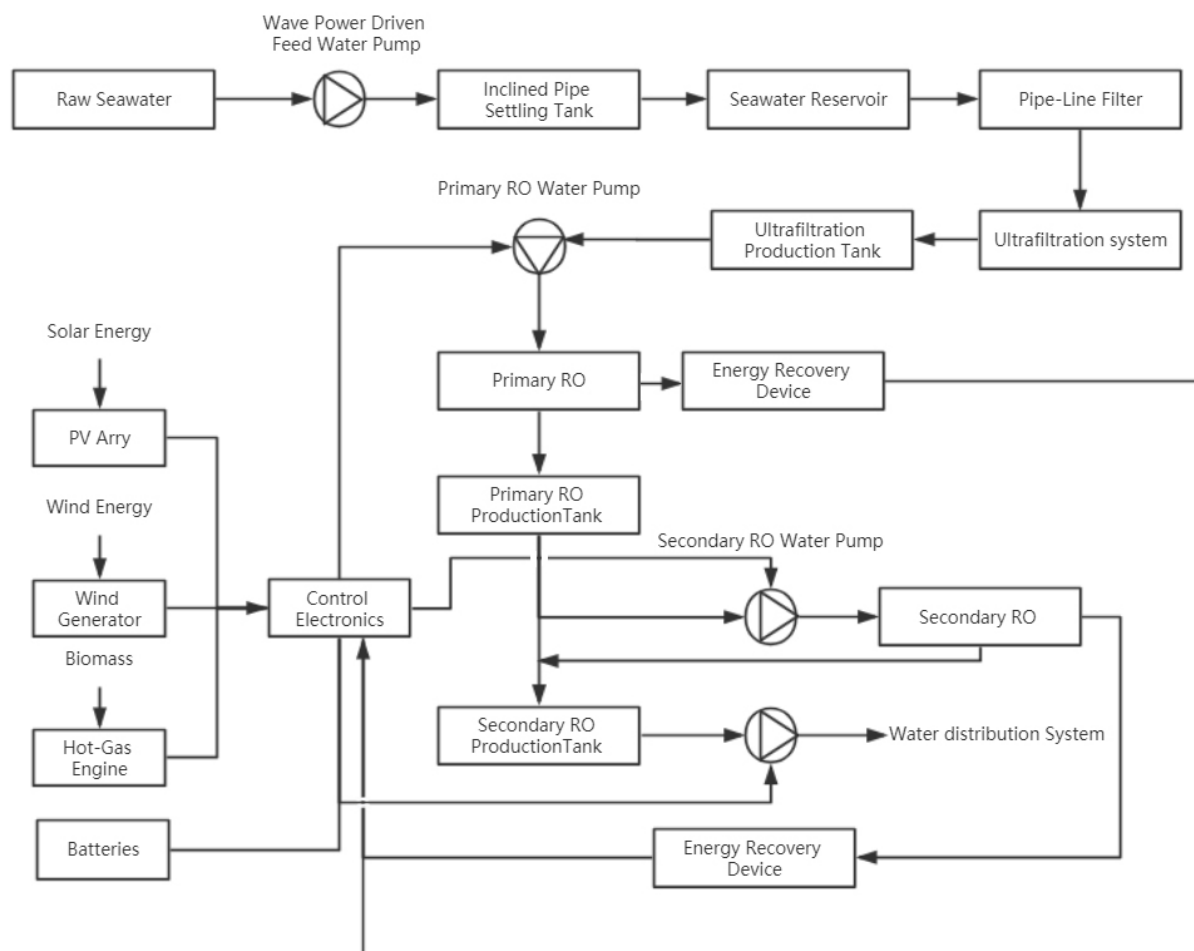 Wave Power Driven
Feed Water Pump
Raw Seawater
Inclined Pipe
Settling Tank
Seawater Reservoir
Pipe-Line Filter
Primary RO Water Pump
Ultrafiltration
Production Tank
Ultrafiltration system
Solar Energy
Primary RO
Energy Recovery
Device
PV Arry
Primary RO
ProductionTank
Wind Energy
Secondary RO Water Pump
Wind
Generator
Control
Electronics
Secondary RO
Biomass
Secondary RO
ProductionTank
Water distribution System
Hot-Gas
Engine
Batteries
Energy Recovery
Device